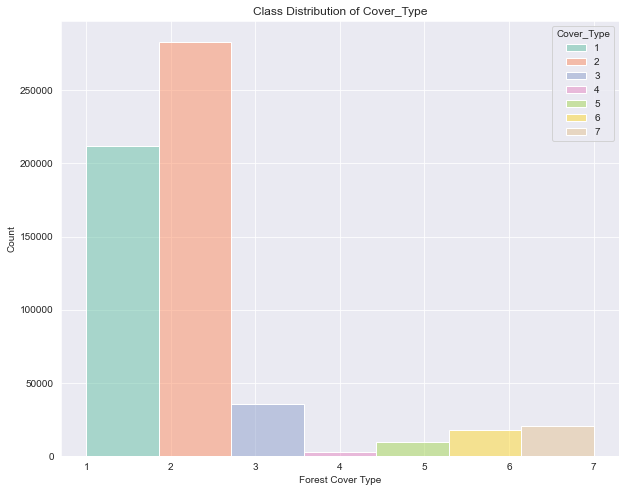 Class Distribution of Cover_Type
Cover_Type
1
2
3
4
5
6
7
250000
200000
150000
100000
50000
0
Count
1 2 3 4 5 6 7
Forest Cover Type